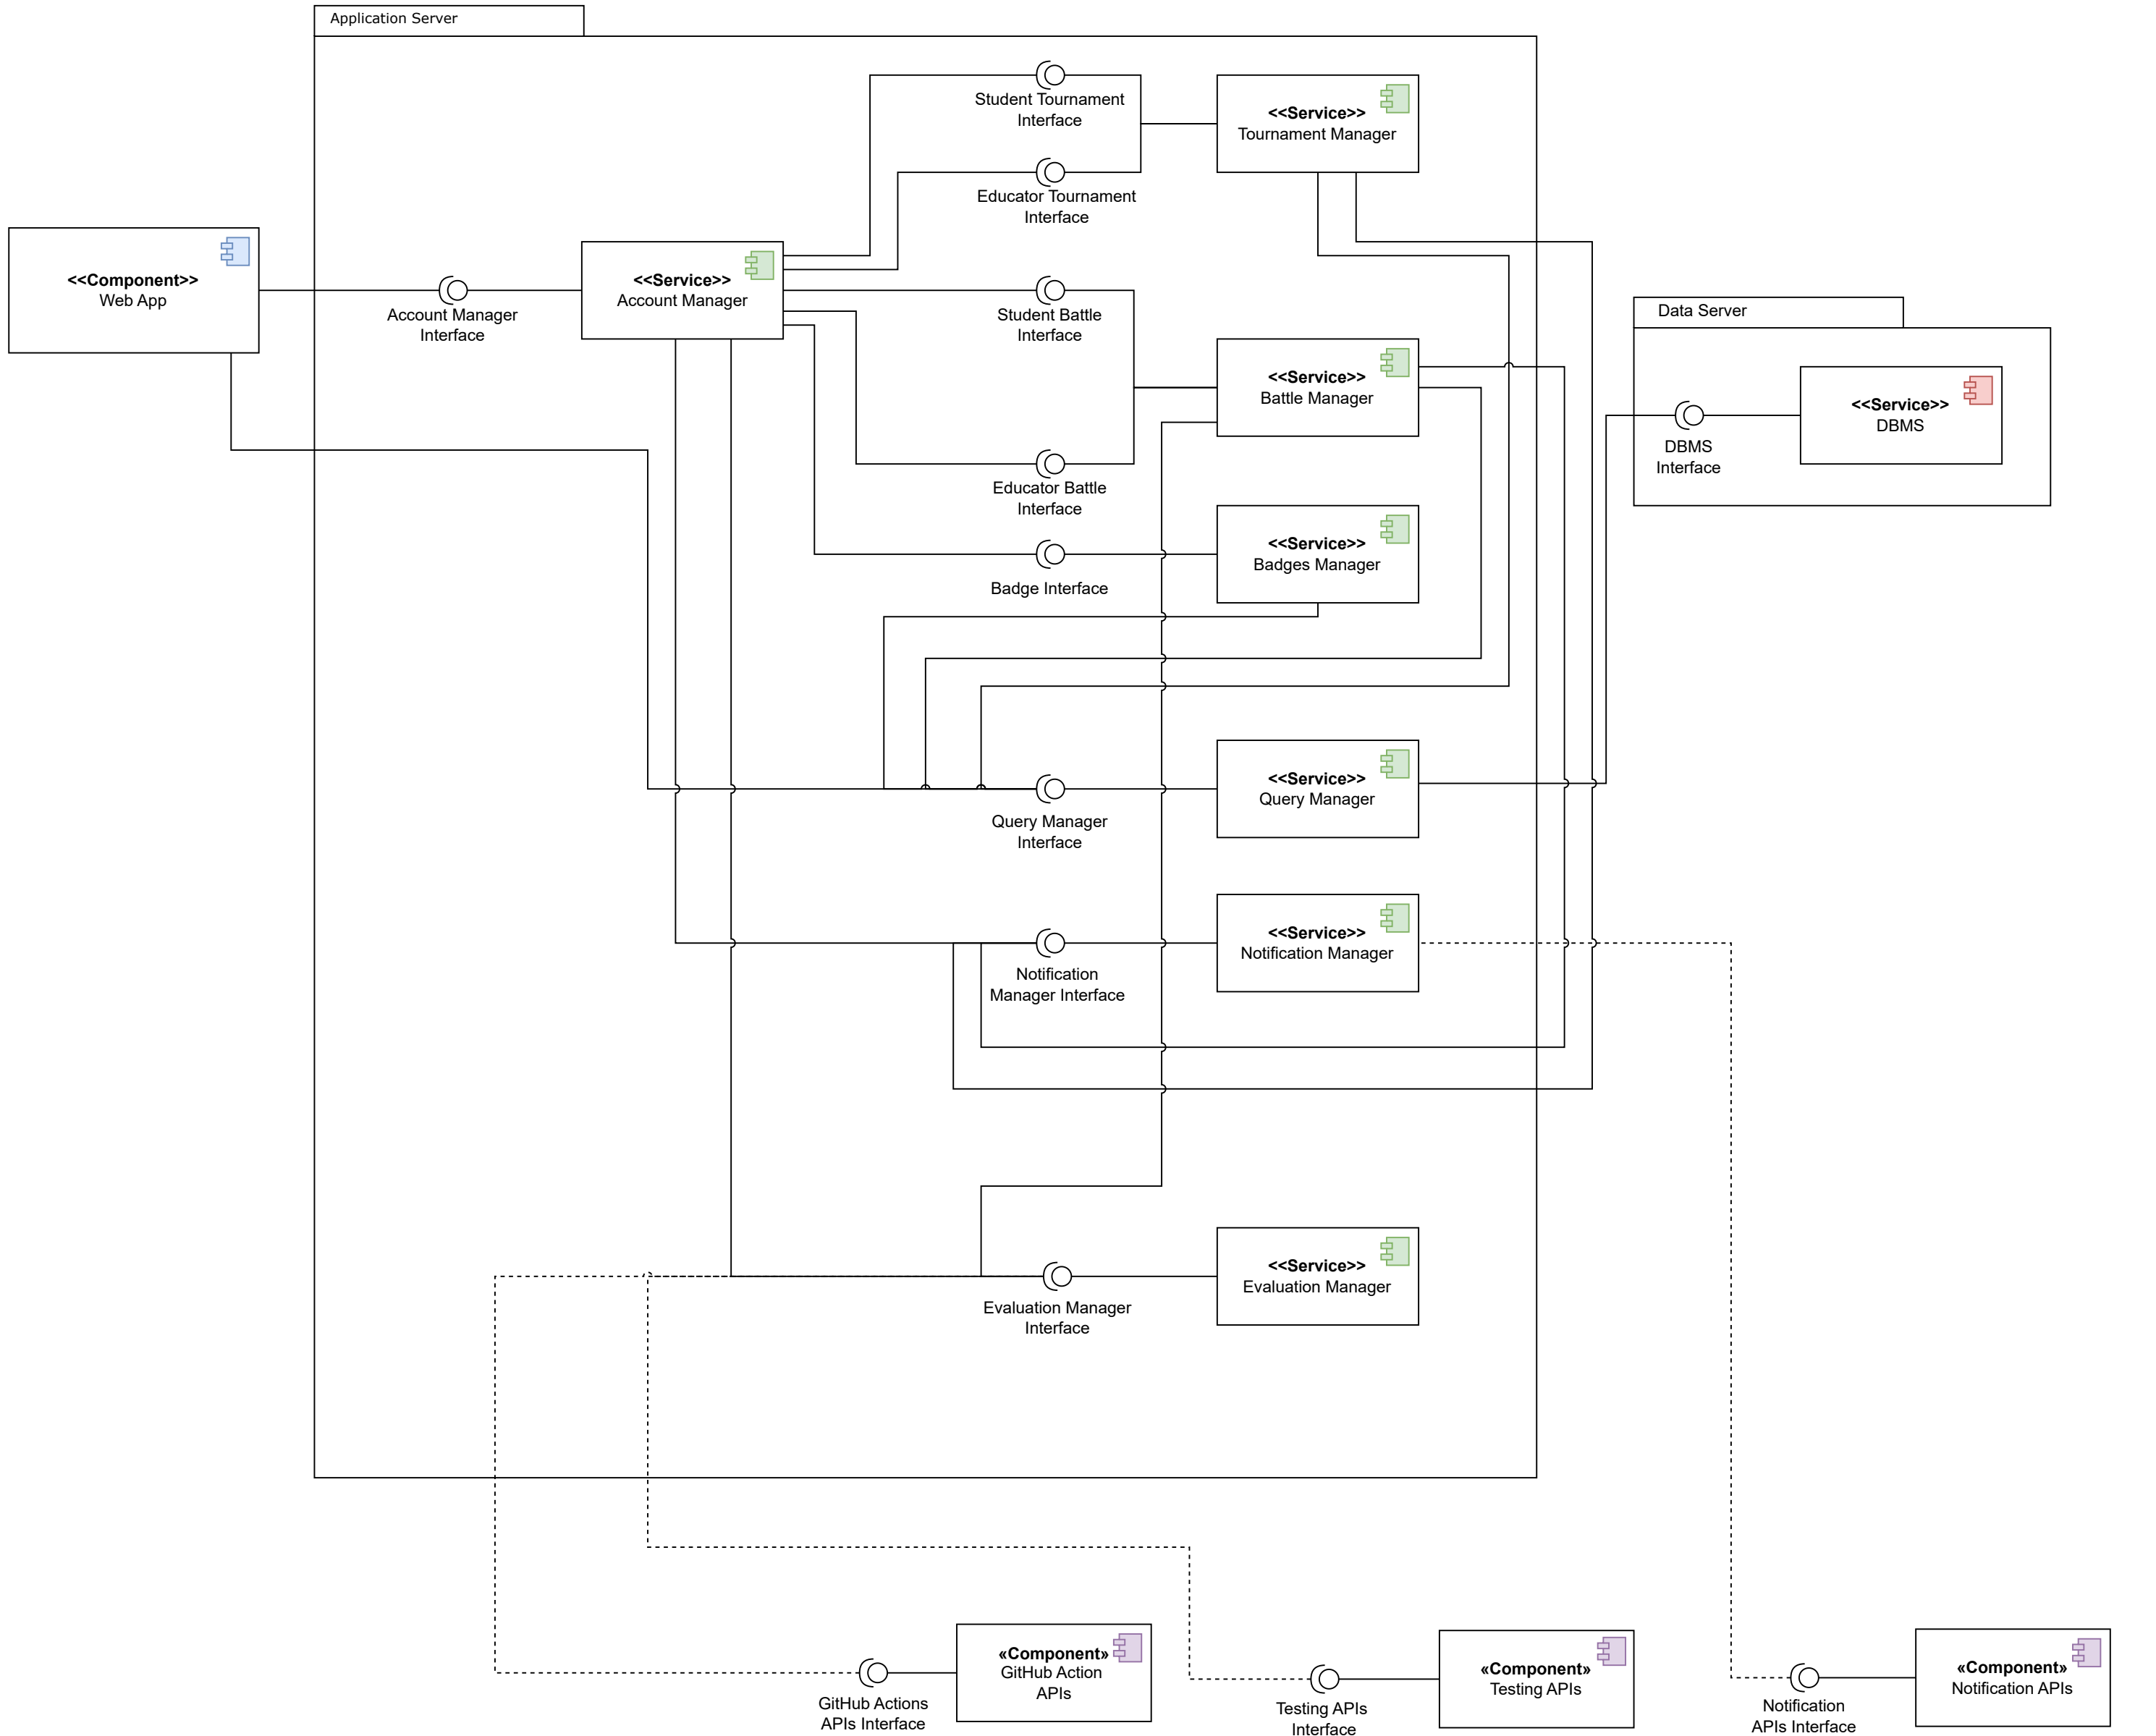 Application Server
Student Tournament
Interface
<<Service>>
Tournament Manager
Educator Tournament
Interface
<<Component>>
Web App
Account Manager
Interface
<<Service>>
Account Manager
Student Battle
Interface
<<Service>>
Battle Manager
Data Server
<<Service>>
DBMS
DBMS
Interface
Educator Battle
Interface
<<Service>>
Badges Manager
Badge Interface
<<Service>>
Query Manager
Query Manager
Interface
<<Service>>
Notification Manager
Notification
Manager Interface
<<Service>>
Evaluation Manager
Evaluation Manager
Interface
«Component»
GitHub Action
APIs
GitHub Actions
APIs Interface
«Component»
Testing APIs
Testing APIs
Interface
«Component»
Notification APIs
Notification
APIs Interface